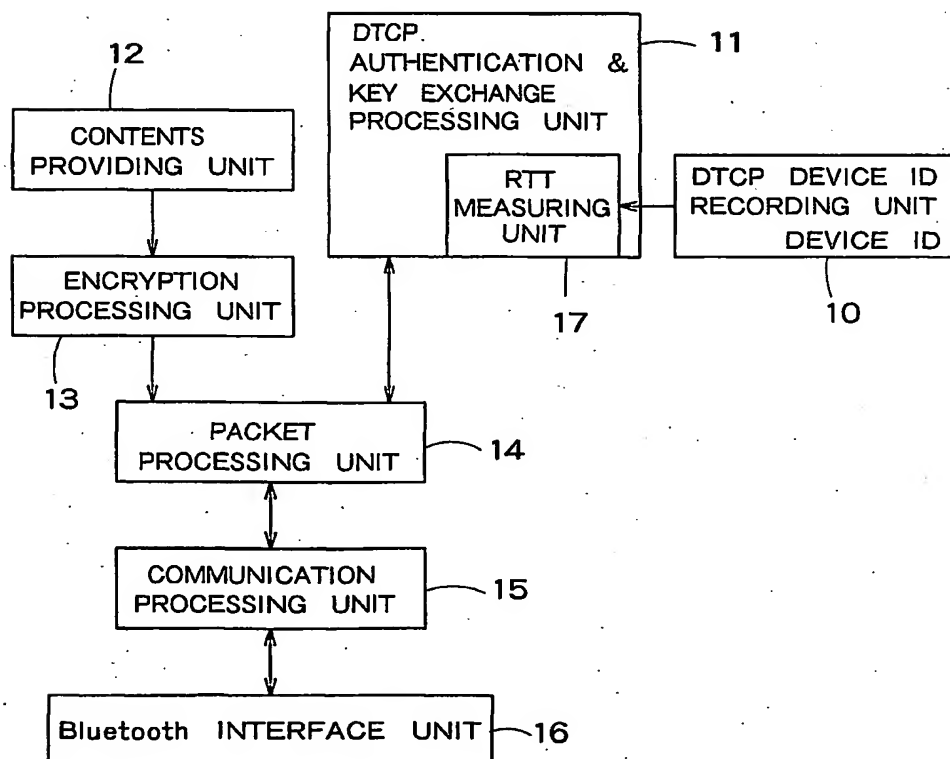 12
CONTENTS
PROVIDING UNIT
DTCP.
AUTHENTICATION &
KEY EXCHANGE
PROCESSING UNIT
11
RTT
MEASURING
UNIT
17
DTCP DEVICE ID
RECORDING UNIT
DEVICE ID
10
ENCRYPTION
PROCESSING UNIT
13
PACKET
PROCESSING UNIT
14
COMMUNICATION
PROCESSING UNIT
15
Bluetooth INTERFACE UNIT
16